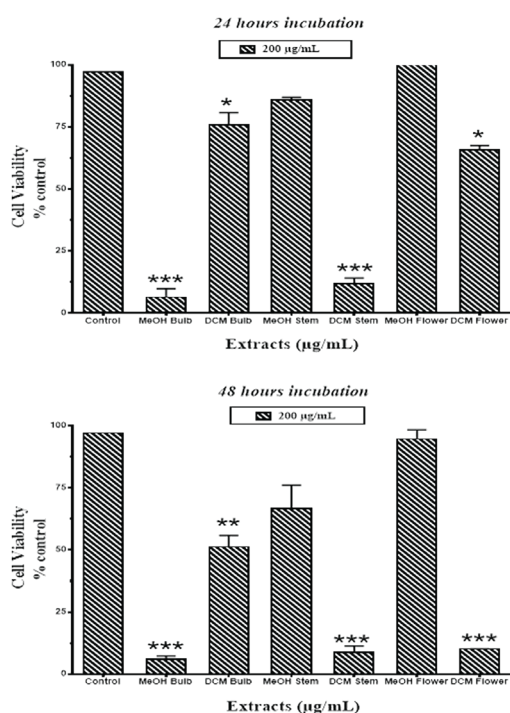 24 hours incubation
200 µg/mL
100
75
50
25
0
Cell Viability
% control
*
*
***
***
Control MeOH Bulb DCM Bulb MeOH Stem DCM Stem MeOH Flower DCM Flower
Extracts (µg/mL)
48 hours incubation
200 µg/mL
100
75
50
25
0
Cell Viability
% control
**
***
***
***
Control MeOH Bulb DCM Bulb MeOH Stem DCM Stem MeOH Flower DCM Flower
Extracts (µg/mL)